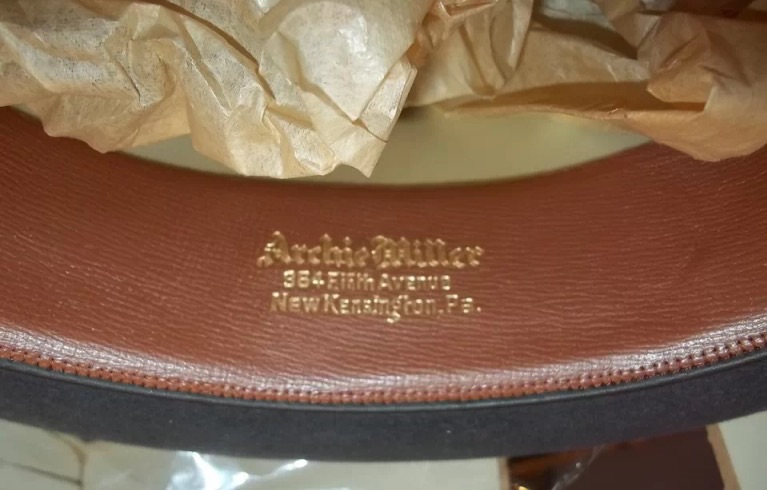 Archie Miller
364 Fifth Avenue
New Kensington, Pa.